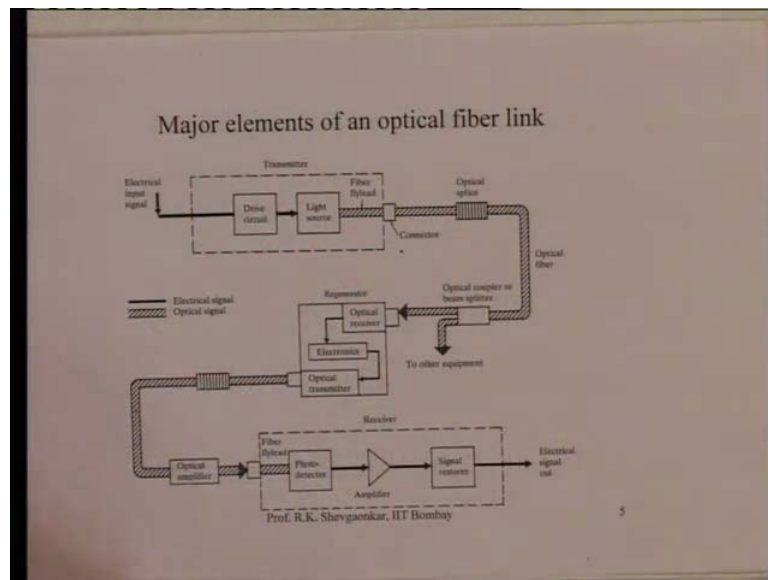 Major elements of an optical fiber link
Transmitter
Electrical
input
signal
Drive
circuit
Light
source
Fiber
flylead
Connector
Optical
splice
Optical
fiber
Optical coupler or
beam splitter
To other equipment
Electrical signal
Optical signal
Regenerator
Optical
receiver
Electronics
Optical
transmitter
Optical
amplifier
Receiver
Fiber
flylead
Photo-
detector
Amplifier
Signal
restorer
Electrical
signal
out
Prof. R.K. Shevgaonkar, IIT Bombay
5